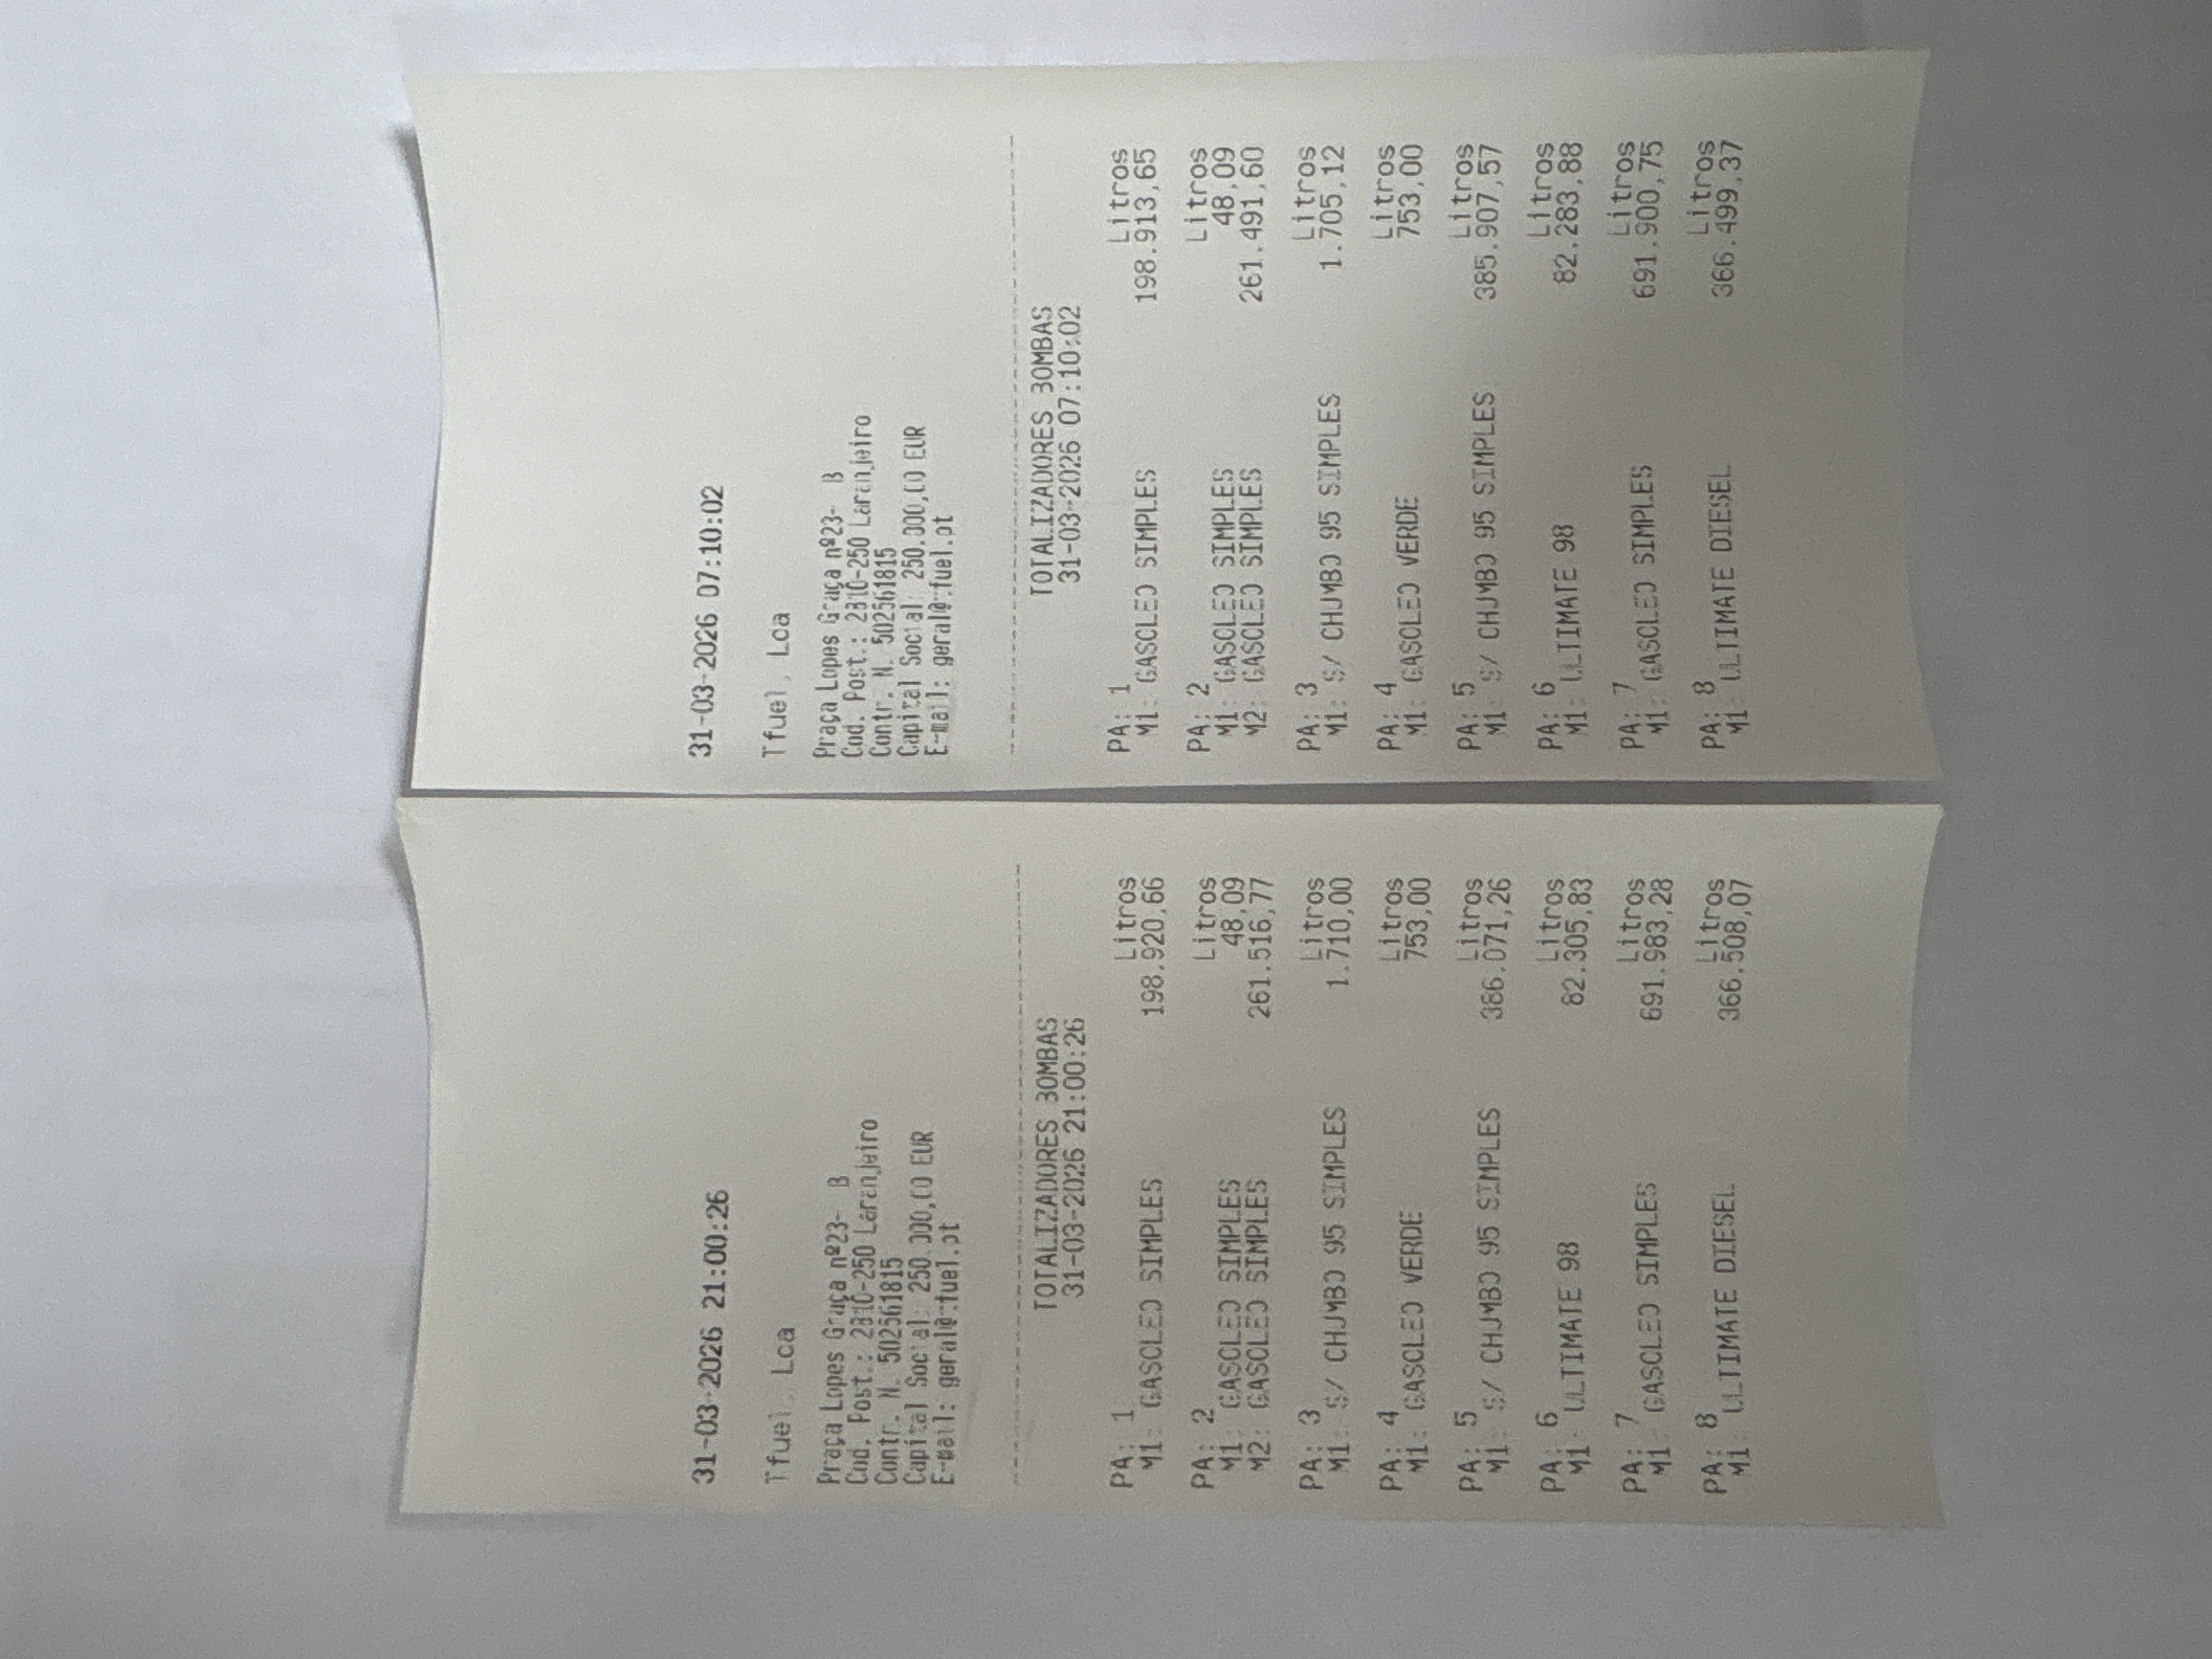 31-03-2026 21:00:26
Tfuel, Lda
Praça Lopes Graça nº23- B
Cod. Post.: 2810-250 Laranjeiro
Contr. N. 502561815
Capital Social: 250.000,00 EUR
E-mail: geral@tfuel.pt
TOTALIZADORES BOMBAS
31-03-2026 21:00:26
PA: 1 Litros
M1: GASOLEO SIMPLES 198.920,66
PA: 2 Litros
M1: GASOLEO SIMPLES 48,09
M2: GASOLEO SIMPLES 261.516,77
PA: 3 Litros
M1: S/ CHUMBO 95 SIMPLES 1.710,00
PA: 4 Litros
M1: GASOLEO VERDE 753,00
PA: 5 Litros
M1: S/ CHUMBO 95 SIMPLES 386.071,26
PA: 6 Litros
M1: ULTIMATE 98 82.305,83
PA: 7 Litros
M1: GASOLEO SIMPLES 691.983,28
PA: 8 Litros
M1: ULTIMATE DIESEL 366.508,07
31-03-2026 07:10:02
Tfuel, Lda
Praça Lopes Graça nº23- B
Cod. Post.: 2810-250 Laranjeiro
Contr. N. 502561815
Capital Social: 250.000,00 EUR
E-mail: geral@tfuel.pt
TOTALIZADORES BOMBAS
31-03-2026 07:10:02
PA: 1 Litros
M1: GASOLEO SIMPLES 198.913,65
PA: 2 Litros
M1: GASOLEO SIMPLES 48,09
M2: GASOLEO SIMPLES 261.491,60
PA: 3 Litros
M1: S/ CHUMBO 95 SIMPLES 1.705,12
PA: 4 Litros
M1: GASOLEO VERDE 753,00
PA: 5 Litros
M1: S/ CHUMBO 95 SIMPLES 385.907,57
PA: 6 Litros
M1: ULTIMATE 98 82.283,88
PA: 7 Litros
M1: GASOLEO SIMPLES 691.900,75
PA: 8 Litros
M1: ULTIMATE DIESEL 366.499,37